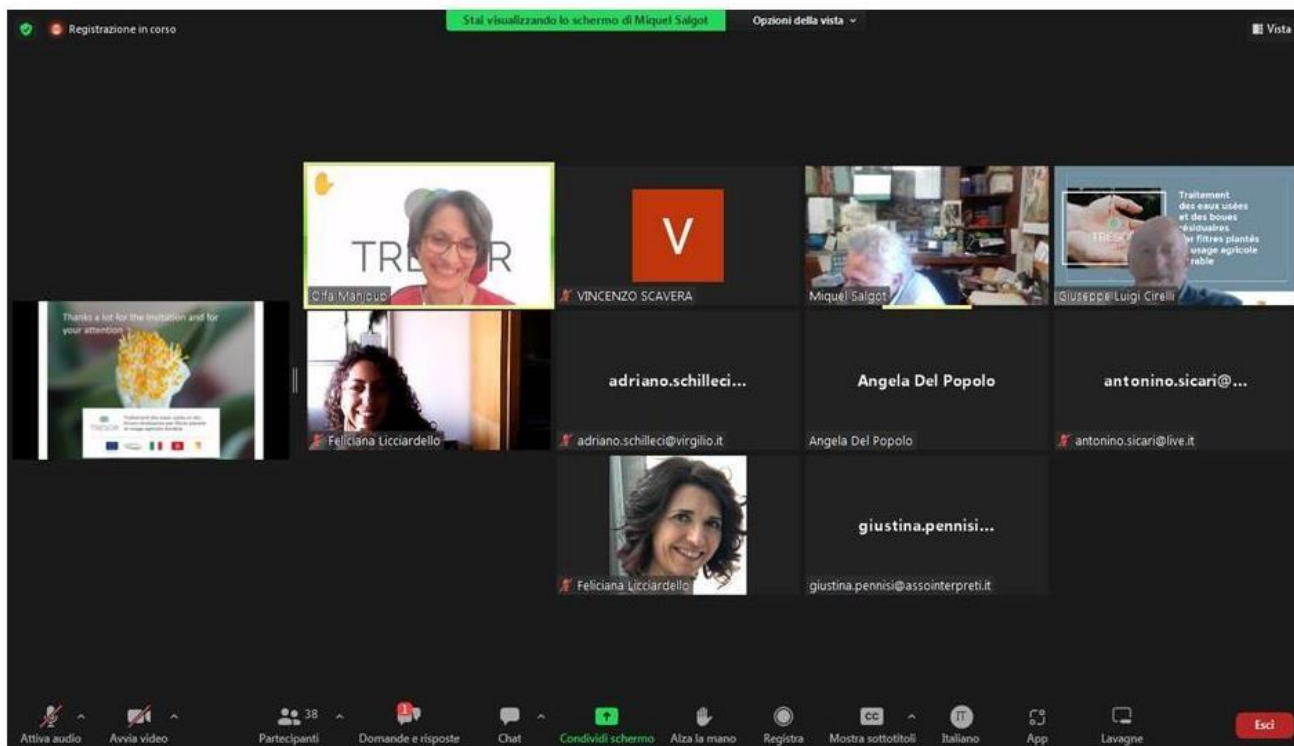 Registrazione in corso
Stai visualizzando lo schermo di Miquel Salgot
Opzioni della vista
Vista
Thanks a lot for the invitation and for
your attention
TRESOR
TRE
R
Olfa Mahjoub
V
VINCENZO SCAVERA
Miquel Salgot
Traitement
des eaux usées
et des boues
résiduaires
filtres plantés
usage agricole
TRESOR
Giuseppe Luigi Cirelli
Feliciana Licciardello
adriano.schilleci...
adriano.schilleci@virgilio.it
Angela Del Popolo
Angela Del Popolo
antonino.sicari@...
antonino.sicari@live.it
Feliciana Licciardello
giustina.pennisi...
giustina.pennisi@assointerpreti.it
Attiva audio
Avvia video
38
Partecipanti
1
Domande e risposte
Chat
Condividi schermo
Alza la mano
Registra
CC
Mostra sottotitoli
IT
Italiano
App
Lavagne
Esci